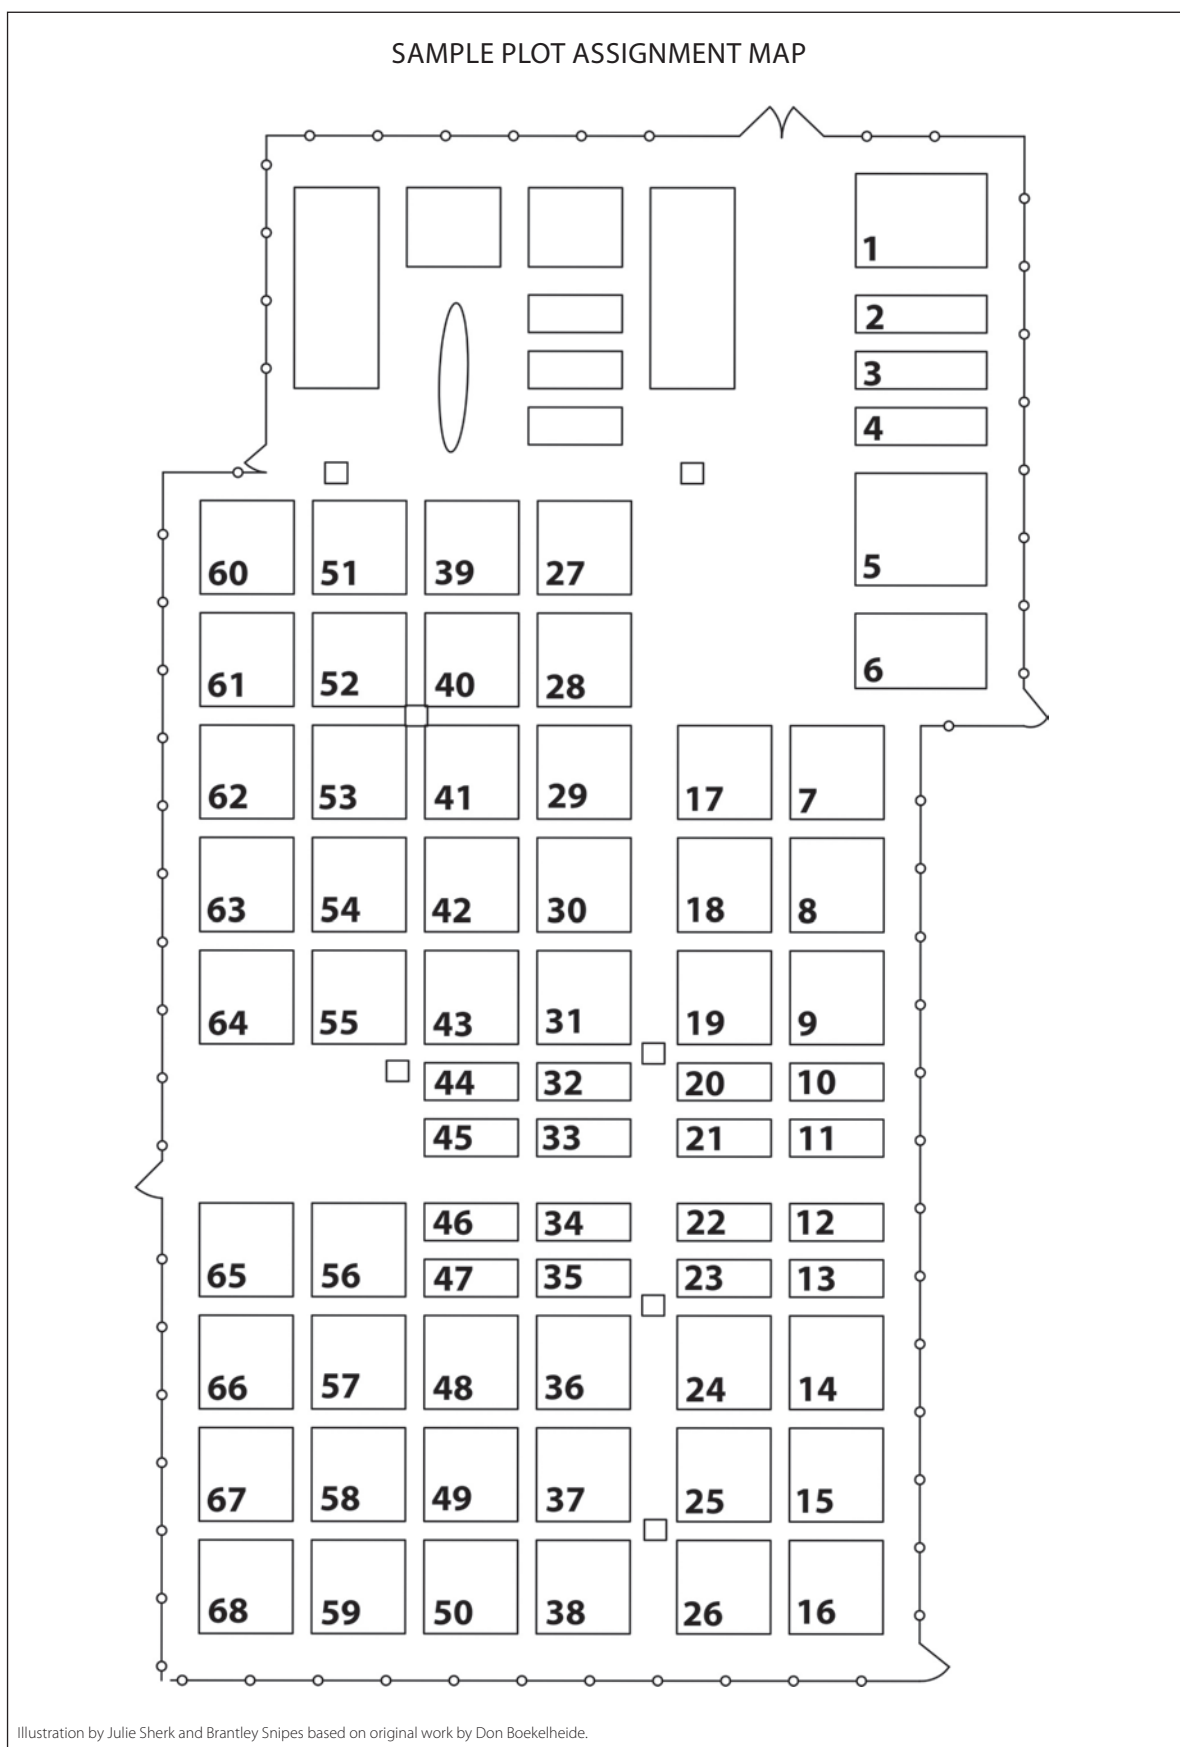 SAMPLE PLOT ASSIGNMENT MAP
1
2
3
4
60 51 39 27 5
61 52 40 28 6
62 53 41 29 17 7
63 54 42 30 18 8
64 55 43 31 19 9
44 32 20 10
45 33 21 11
46 34 22 12
65 56 47 35 23 13
66 57 48 36 24 14
67 58 49 37 25 15
68 59 50 38 26 16
Illustration by Julie Sherk and Brantley Snipes based on original work by Don Boekelheide.